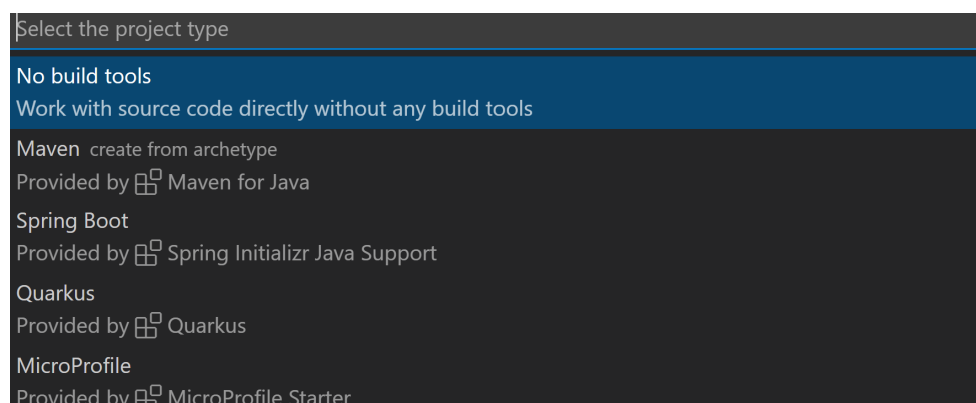 Select the project type
No build tools
Work with source code directly without any build tools
Maven create from archetype
Provided by Maven for Java
Spring Boot
Provided by Spring Initializr Java Support
Quarkus
Provided by Quarkus
MicroProfile
Provided by MicroProfile Starter